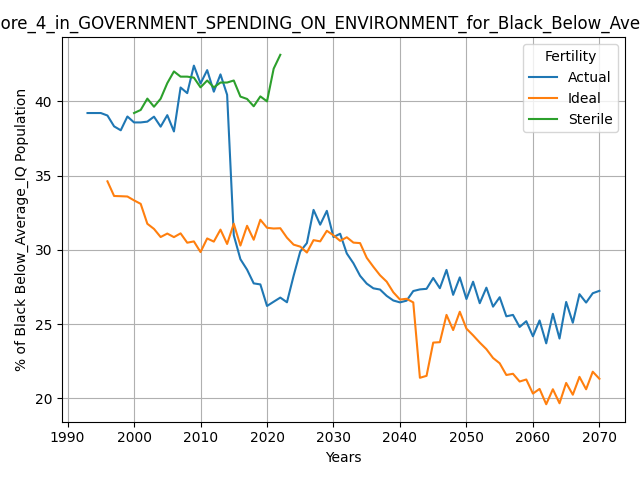 ore_4_in_GOVERNMENT_SPENDING_ON_ENVIRONMENT_for_Black_Below_Ave
Fertility
Actual
Ideal
Sterile
% of Black Below_Average_IQ Population
40
35
30
25
20
1990 2000 2010 2020 2030 2040 2050 2060 2070
Years